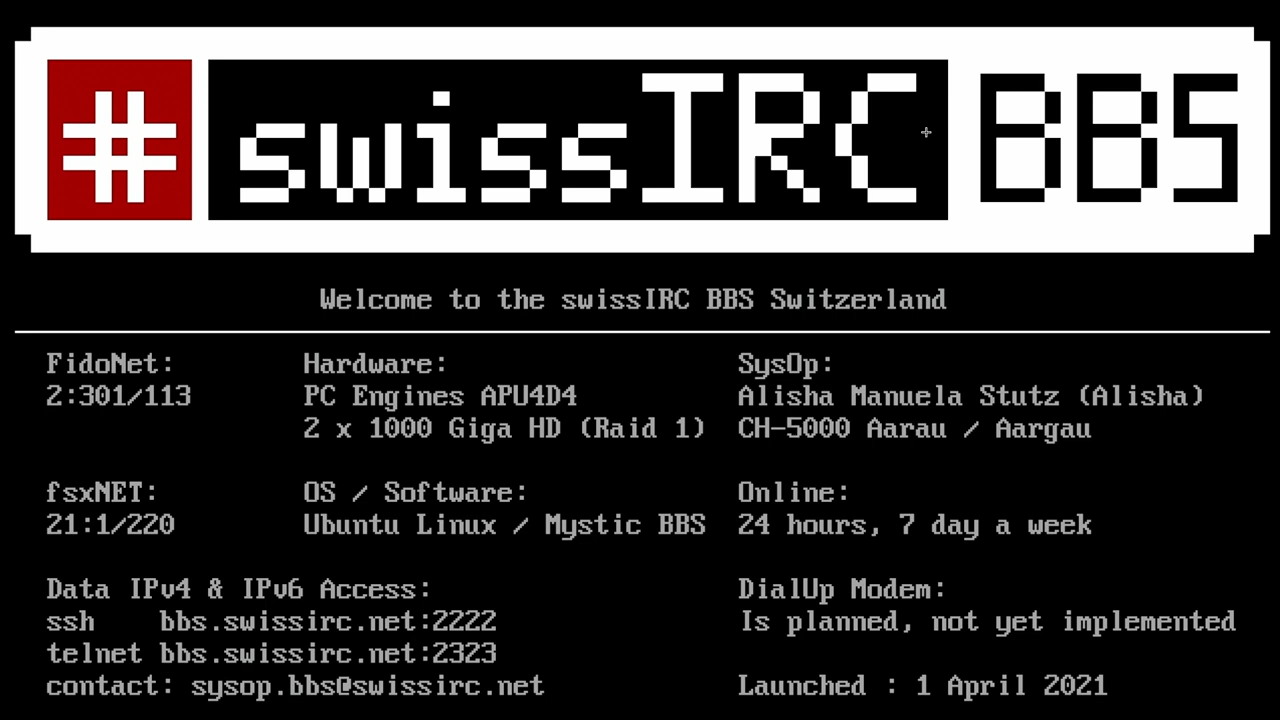 # swissIRC BBS
Welcome to the swissIRC BBS Switzerland
FidoNet:
2:301/113
Hardware:
PC Engines APU4D4
2 x 1000 Giga HD (Raid 1)
SysOp:
Alisha Manuela Stutz (Alisha)
CH-5000 Aarau / Aargau
fsxNET:
21:1/220
OS / Software:
Ubuntu Linux / Mystic BBS
Online:
24 hours, 7 day a week
Data IPv4 & IPv6 Access:
ssh bbs.swissirc.net:2222
telnet bbs.swissirc.net:2323
contact: sysop.bbs@swissirc.net
DialUp Modem:
Is planned, not yet implemented
Launched : 1 April 2021